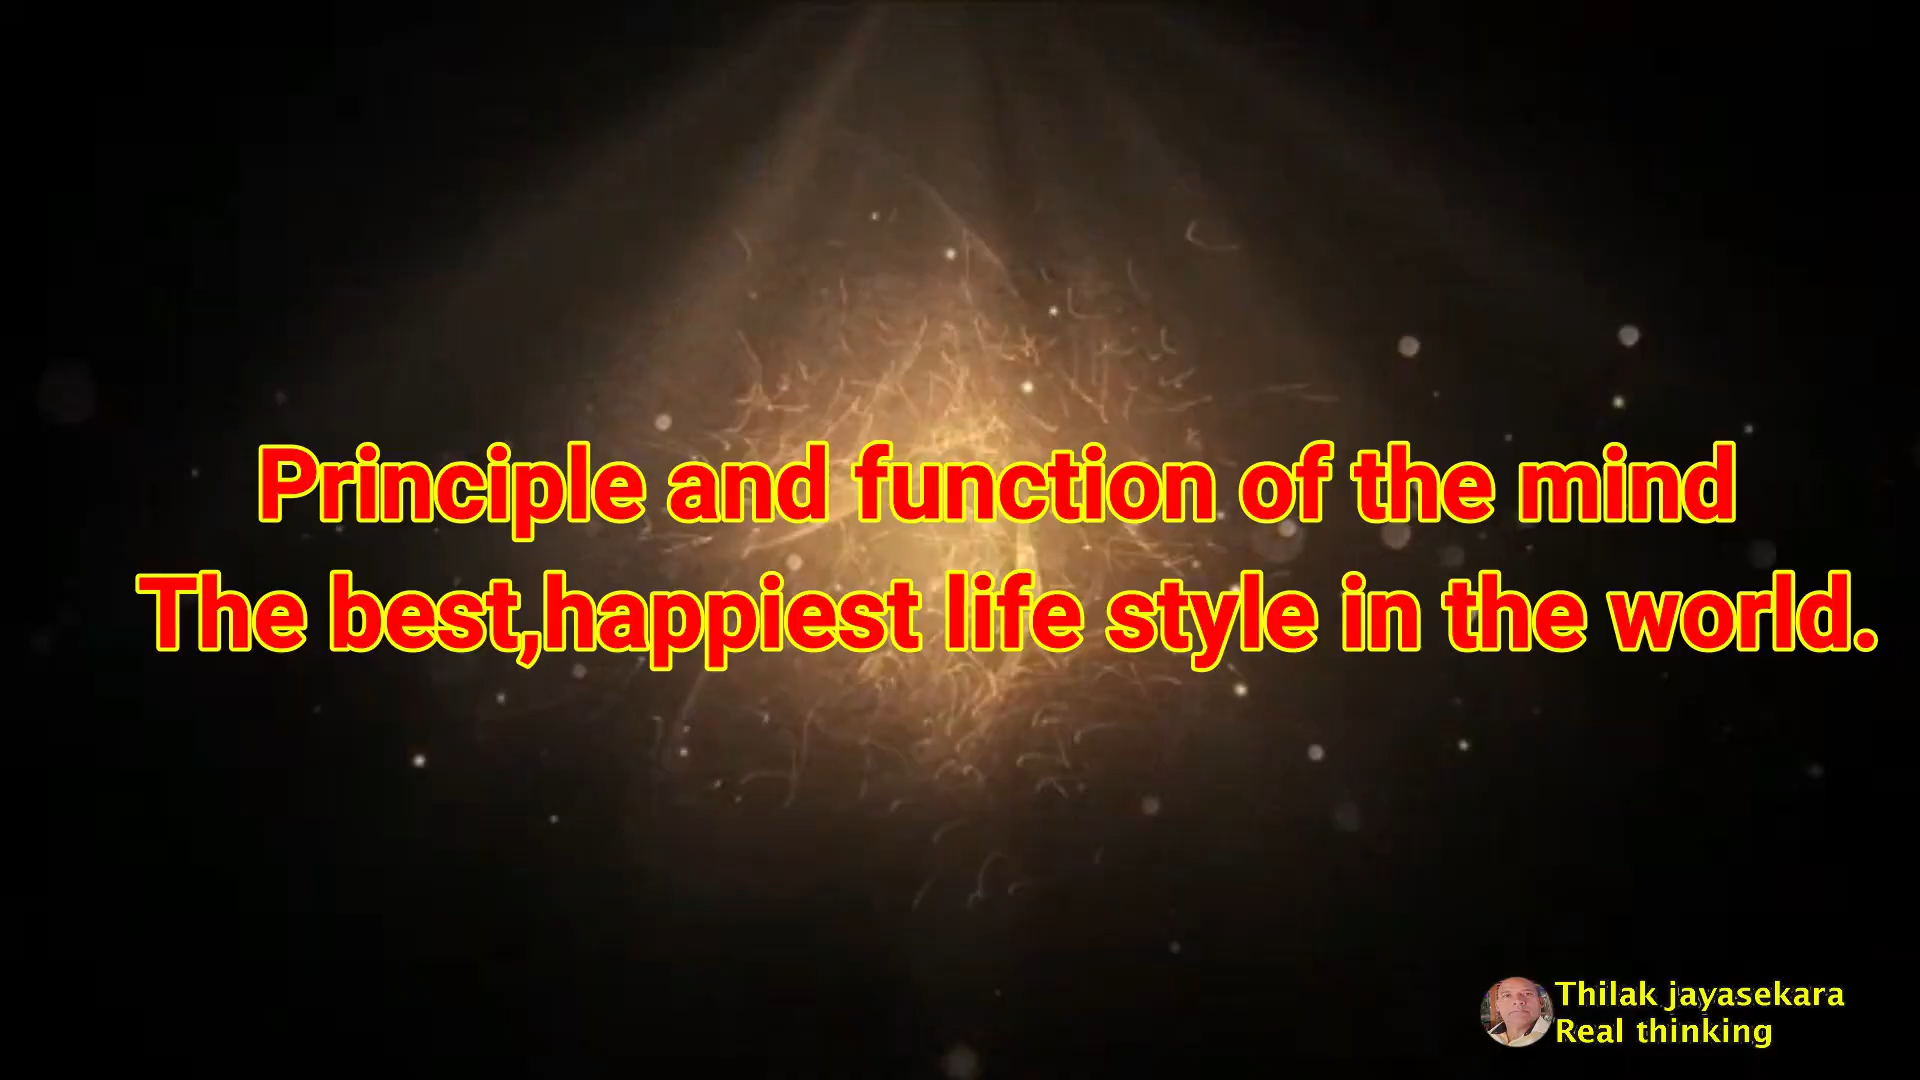 Principle and function of the mind
The best,happiest life style in the world.
Thilak jayasekara
Real thinking